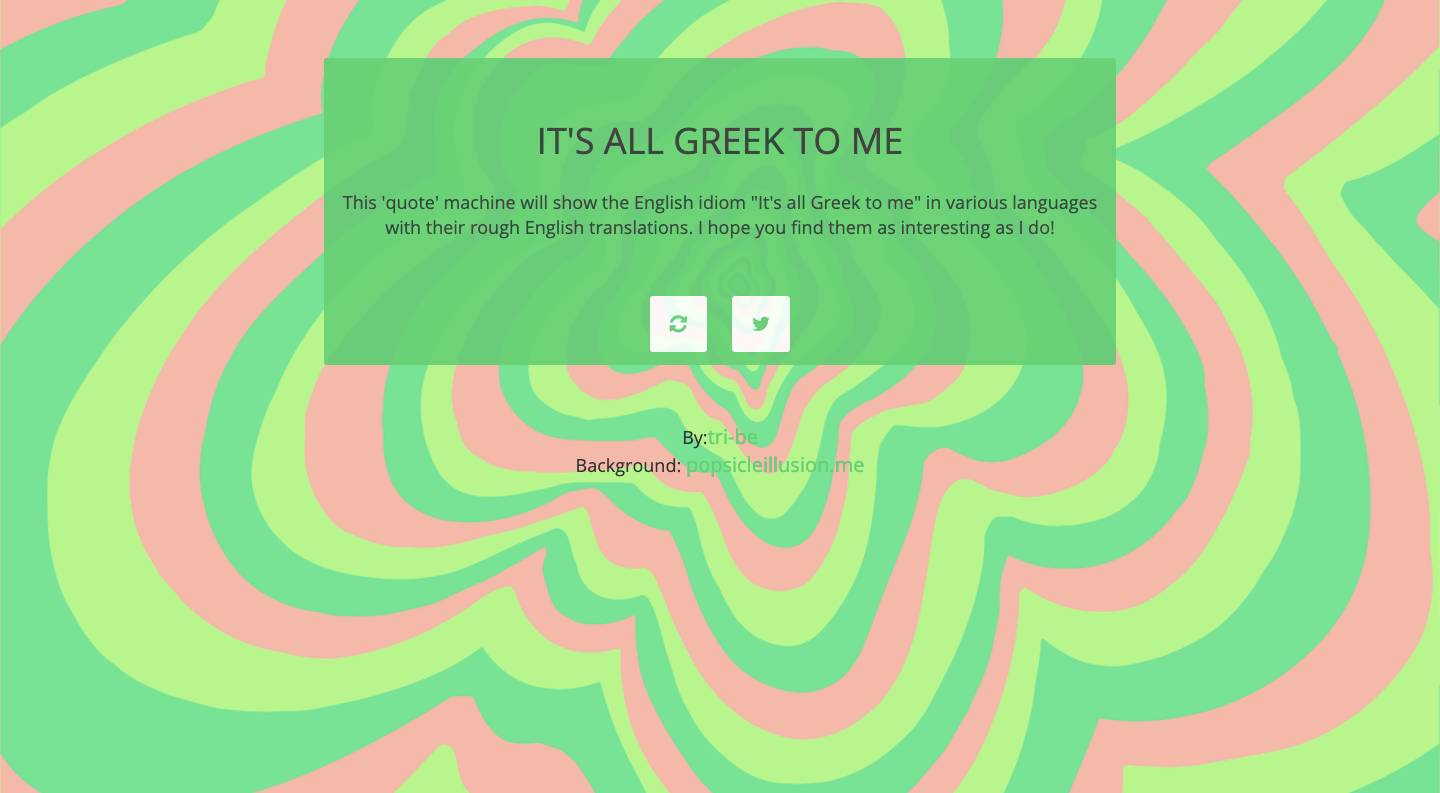 IT'S ALL GREEK TO ME
This 'quote' machine will show the English idiom "It's all Greek to me" in various languages
with their rough English translations. I hope you find them as interesting as I do!
By:tri-be
Background: popsicleillusion.me